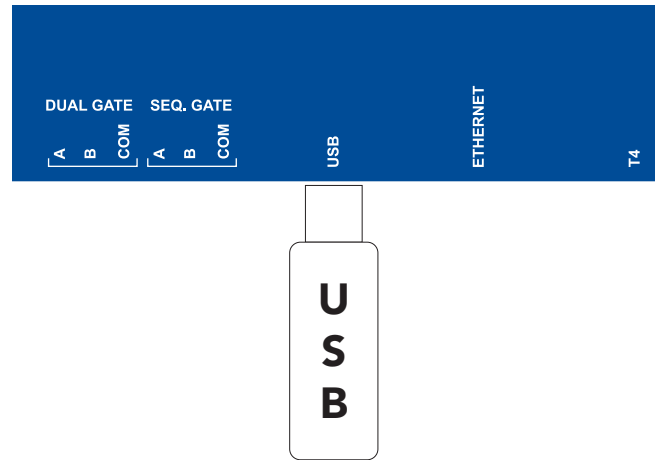 DUAL GATE SEQ. GATE
A B COM A B COM USB ETHERNET T4
U
S
B